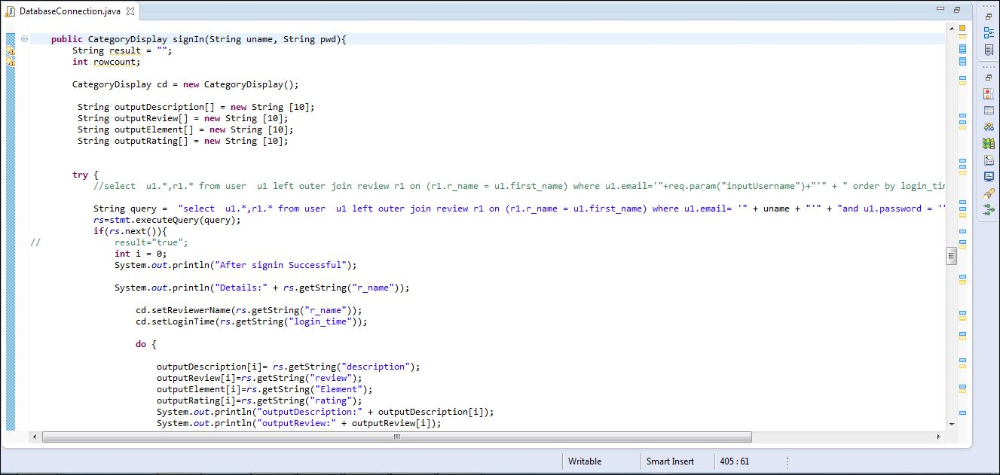 DatabaseConnection.java
public CategoryDisplay signIn(String uname, String pwd){
String result = "";
int rowcount;
CategoryDisplay cd = new CategoryDisplay();
String outputDescription[] = new String [10];
String outputReview[] = new String [10];
String outputElement[] = new String [10];
String outputRating[] = new String [10];
try {
//select  u1.*,r1.* from user  u1 left outer join review r1 on (r1.r_name = u1.first_name) where u1.email='"+req.param("inputUsername")+"'" + " order by login_tim
String query =  "select  u1.*,r1.* from user  u1 left outer join review r1 on (r1.r_name = u1.first_name) where u1.email= '" + uname + "'" + "and u1.password = '"
rs=stmt.executeQuery(query);
if(rs.next()){
// result="true";
int i = 0;
System.out.println("After signin Successful");
System.out.println("Details:" + rs.getString("r_name"));
cd.setReviewerName(rs.getString("r_name"));
cd.setLoginTime(rs.getString("login_time"));
do {
outputDescription[i]= rs.getString("description");
outputReview[i]=rs.getString("review");
outputElement[i]=rs.getString("Element");
outputRating[i]=rs.getString("rating");
System.out.println("outputDescription:" + outputDescription[i]);
System.out.println("outputReview:" + outputReview[i]);
Writable Smart Insert 405 : 61